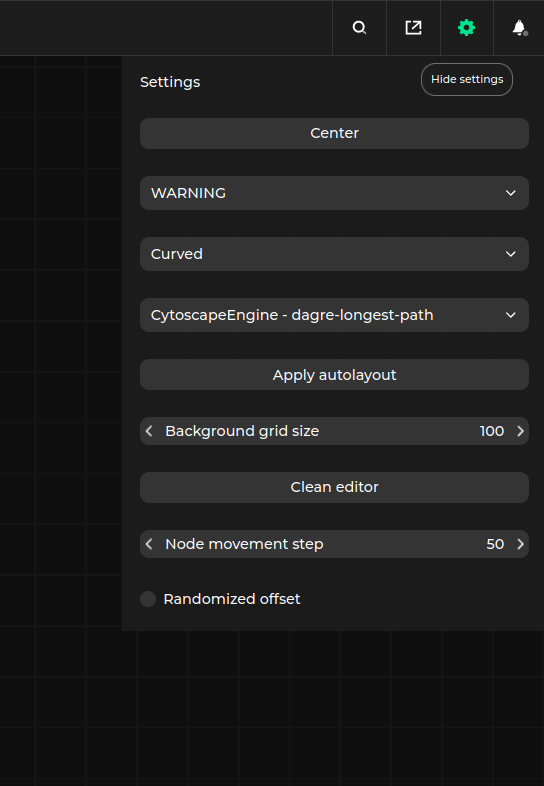 Settings
Hide settings
Center
WARNING
Curved
CytoscapeEngine - dagre-longest-path
Apply autolayout
Background grid size 100
Clean editor
Node movement step 50
Randomized offset